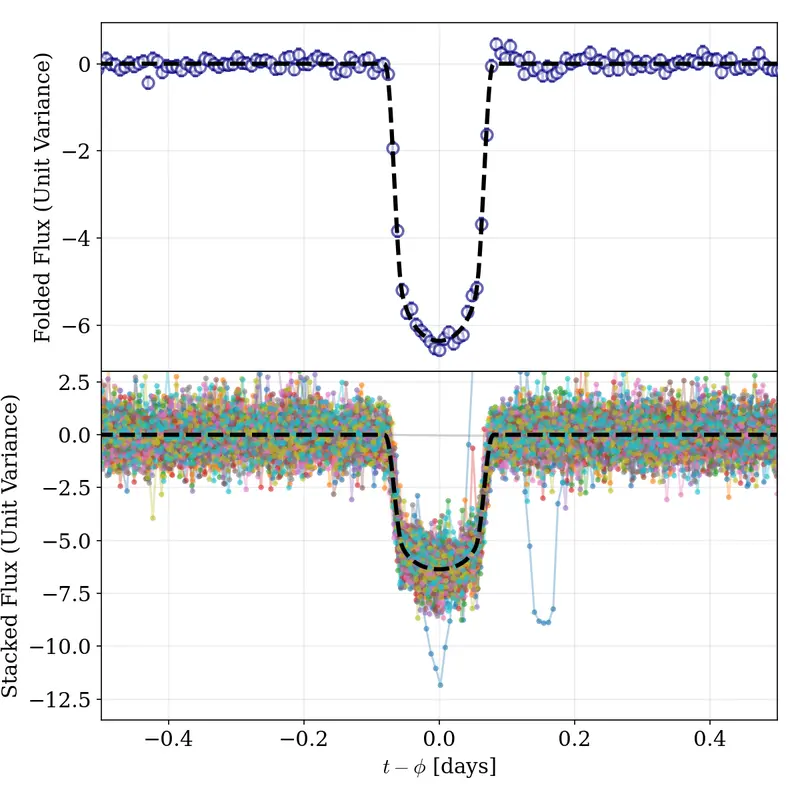 Folded Flux (Unit Variance)
0
−2
−4
−6
Stacked Flux (Unit Variance)
2.5
0.0
−2.5
−5.0
−7.5
−10.0
−12.5
−0.4 −0.2 0.0 0.2 0.4
t − ϕ [days]